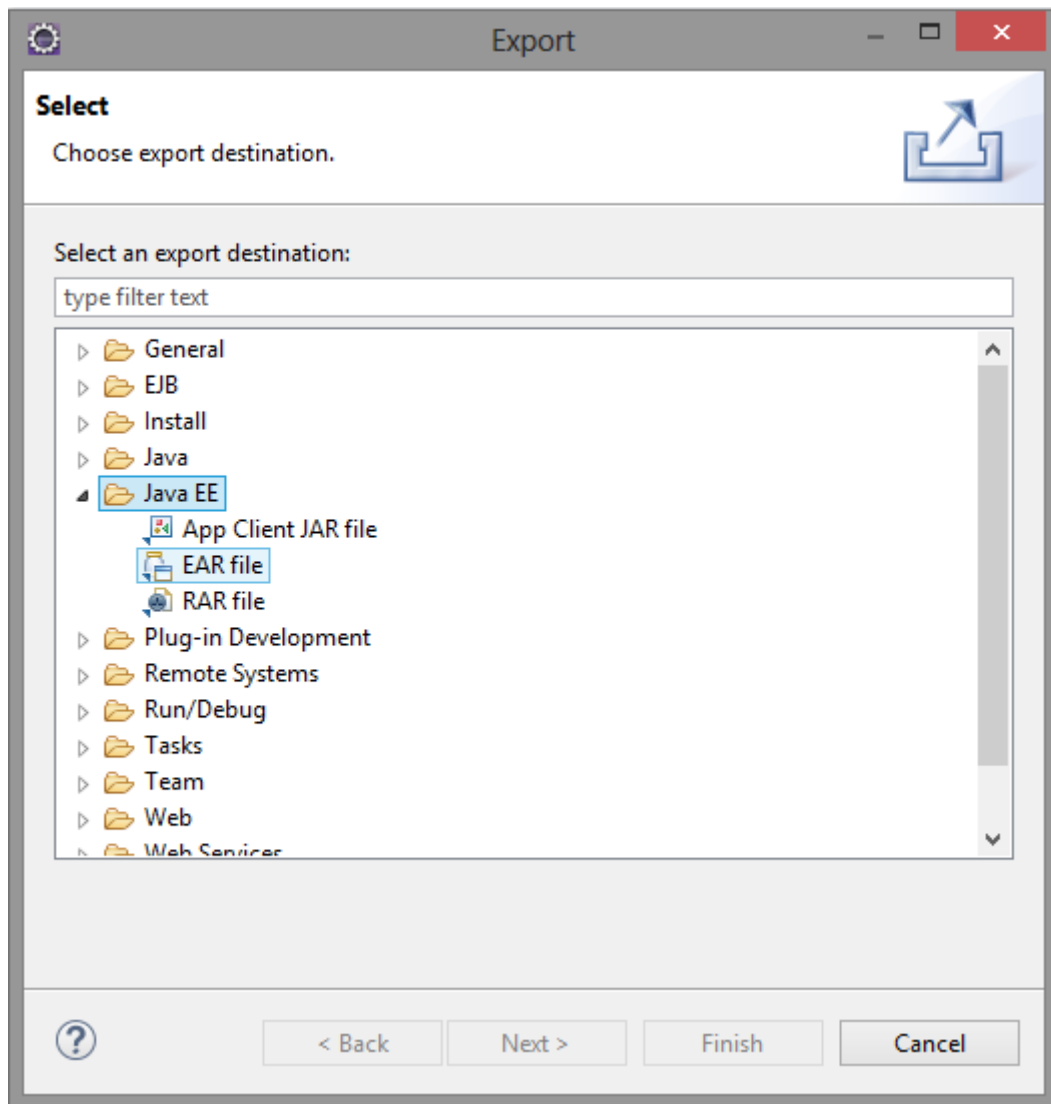 Export
Select
Choose export destination.
Select an export destination:
type filter text
General
EJB
Install
Java
Java EE
App Client JAR file
EAR file
RAR file
Plug-in Development
Remote Systems
Run/Debug
Tasks
Team
Web
Web Services
< Back Next > Finish Cancel